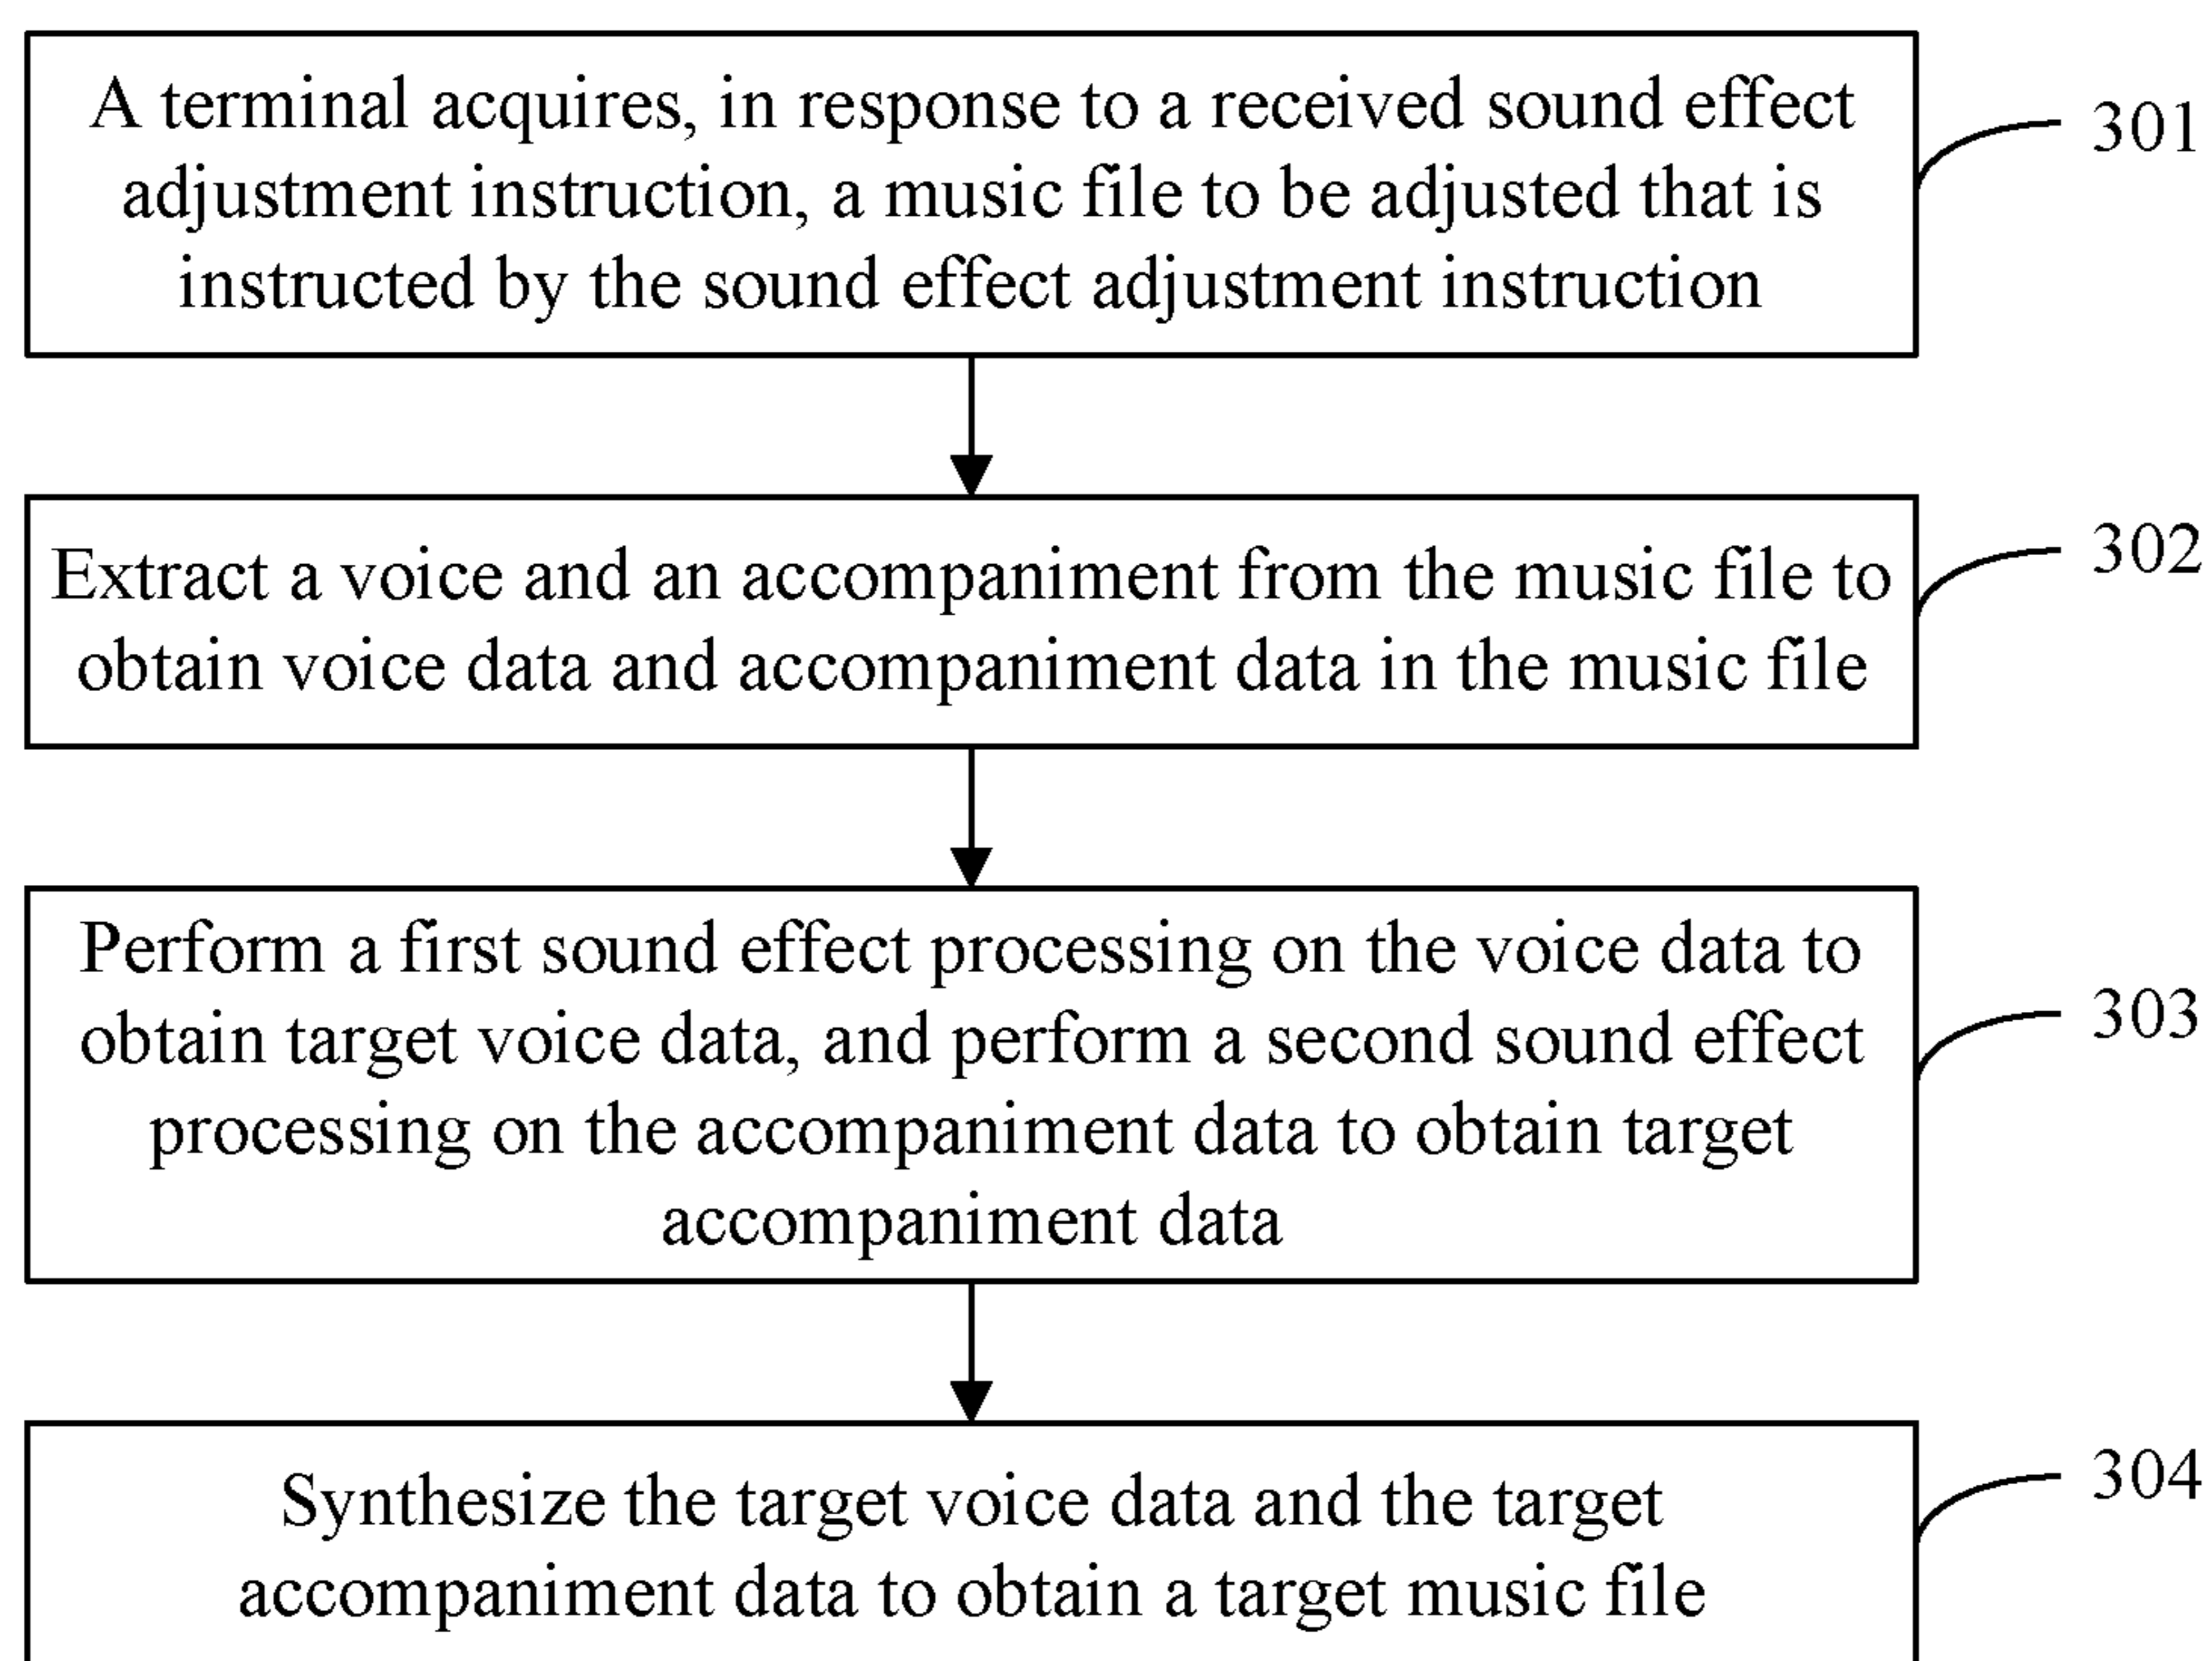 A terminal acquires, in response to a received sound effect
adjustment instruction, a music file to be adjusted that is
instructed by the sound effect adjustment instruction
301
Extract a voice and an accompaniment from the music file to
obtain voice data and accompaniment data in the music file
302
Perform a first sound effect processing on the voice data to
obtain target voice data, and perform a second sound effect
processing on the accompaniment data to obtain target
accompaniment data
303
Synthesize the target voice data and the target
accompaniment data to obtain a target music file
304